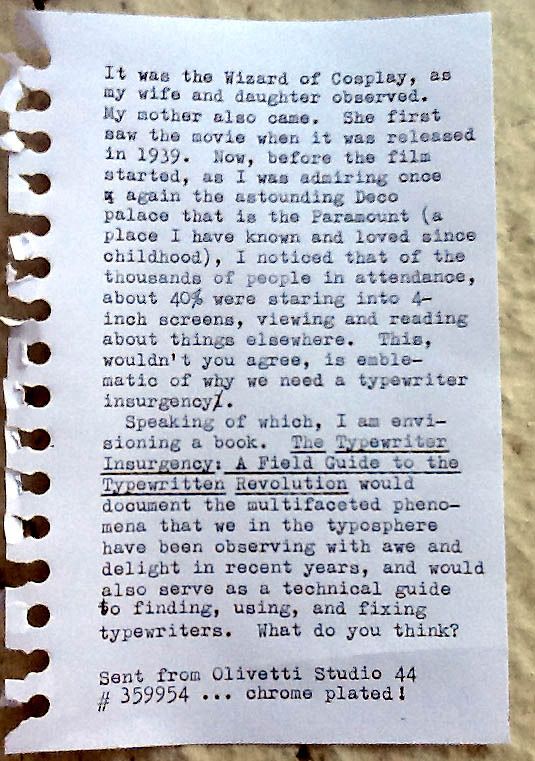 It was the Wizard of Cosplay, as
my wife and daughter observed.
My mother also came. She first
saw the movie when it was released
in 1939. Now, before the film
started, as I was admiring once
again the astounding Deco
palace that is the Paramount (a
place I have known and loved since
childhood), I noticed that of the
thousands of people in attendance,
about 40% were staring into 4-
inch screens, viewing and reading
about things elsewhere. This,
wouldn't you agree, is emble-
matic of why we need a typewriter
insurgency.
Speaking of which, I am envi-
sioning a book. The Typewriter
Insurgency: A Field Guide to the
Typewritten Revolution would
document the multifaceted pheno-
mena that we in the typosphere
have been observing with awe and
delight in recent years, and would
also serve as a technical guide
to finding, using, and fixing
typewriters. What do you think?
Sent from Olivetti Studio 44
# 359954 ... chrome plated!